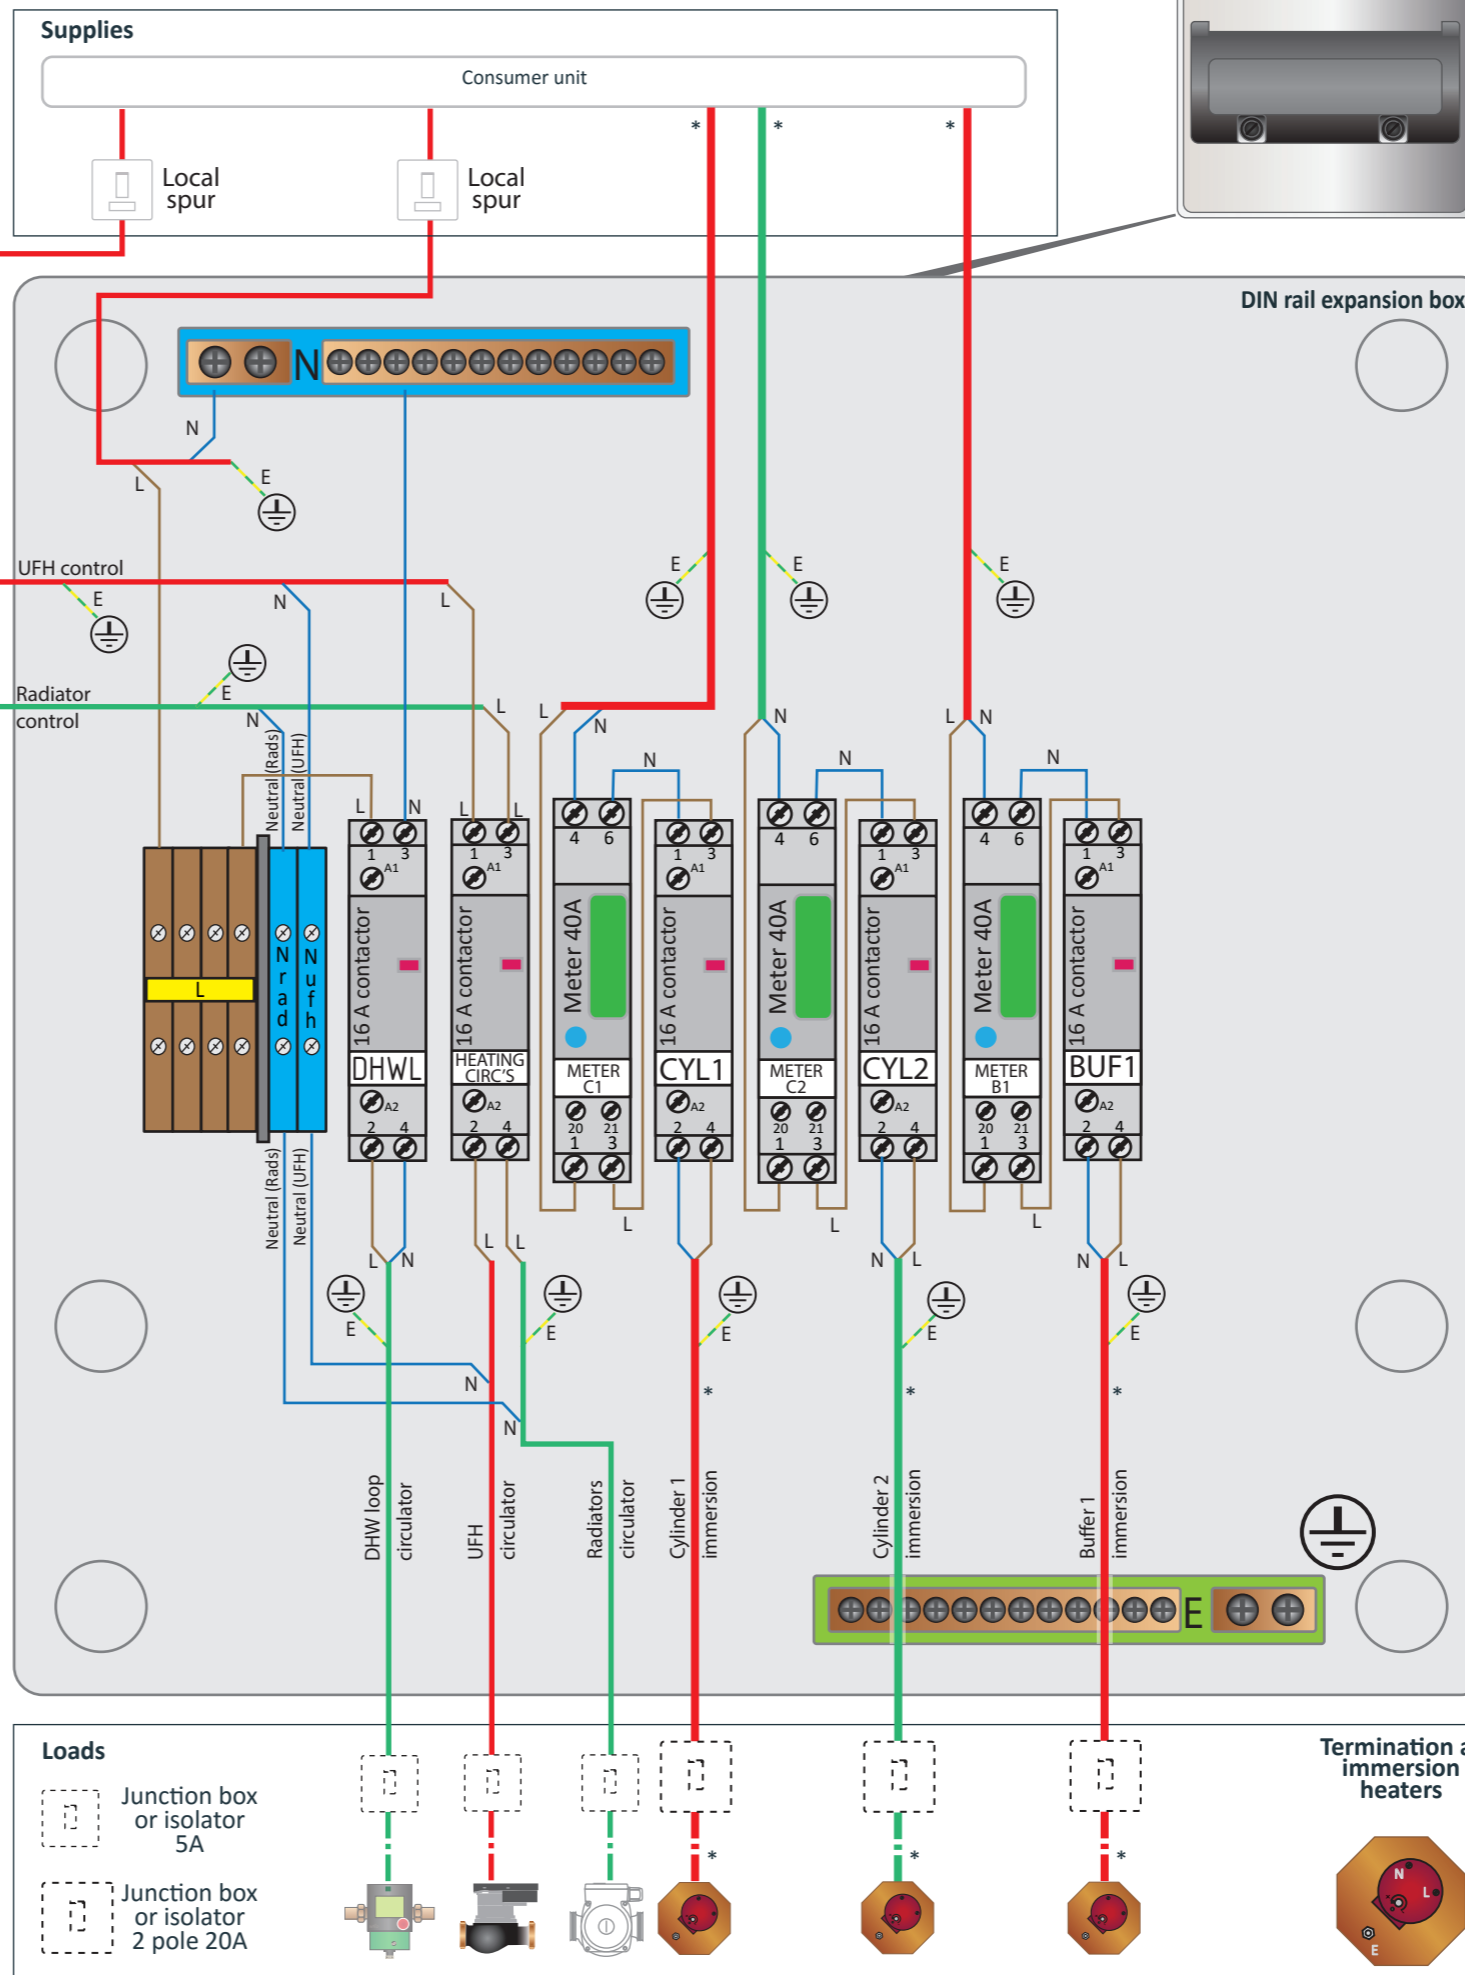 Supplies
Consumer unit
* * *
Local
spur
Local
spur
DIN rail expansion box
N
N
L
E
UFH control
E
N
L
E
E
E
Radiator
control
E
N
L
L
N
N
L
N
Neutral (Rads)
Neutral (UFH)
N
N
N
L
N
L
L
4 6
4 6
4 6
1 3
1 3
1 3
1 3
1 3
A1
A1
A1
A1
A1
L
Nrad
Nufh
16 A contactor
16 A contactor
Meter 40A
16 A contactor
Meter 40A
16 A contactor
Meter 40A
16 A contactor
DHWL
HEATING
CIRC'S
METER
C1
CYL1
METER
C2
CYL2
METER
B1
BUF1
A2
A2
A2
A2
A2
20 21
20 21
20 21
2 4
2 4
1 3
2 4
1 3
2 4
1 3
2 4
Neutral (Rads)
Neutral (UFH)
L
L
L
L
N
L
L
N
L
N
L
E
E
E
E
E
N
N
* * *
DHW loop
circulator
UFH
circulator
Radiators
circulator
Cylinder 1
immersion
Cylinder 2
immersion
Buffer 1
immersion
E
Loads
Junction box
or isolator
5A
Junction box
or isolator
2 pole 20A
* * *
Termination a
immersion
heaters
N
L
E